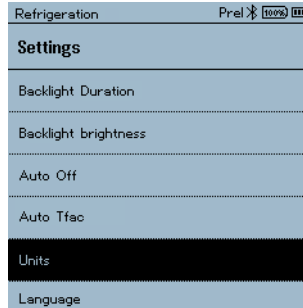 Refrigeration Prel 100%
Settings
Backlight Duration
Backlight brightness
Auto Off
Auto Tfac
Units
Language